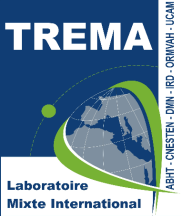 TREMA
ABHT - CNESTEN - DMN - IRD - ORMVAH - UCAM
Laboratoire
Mixte International